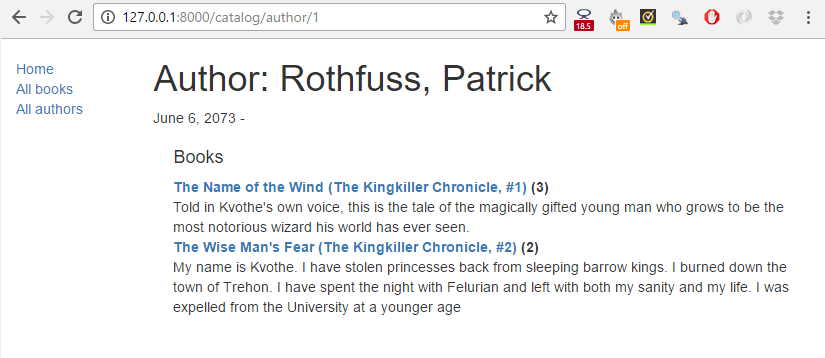 127.0.0.1:8000/catalog/author/1
18.5
off
Home
All books
All authors
Author: Rothfuss, Patrick
June 6, 2073 -
Books
The Name of the Wind (The Kingkiller Chronicle, #1) (3)
Told in Kvothe's own voice, this is the tale of the magically gifted young man who grows to be the
most notorious wizard his world has ever seen.
The Wise Man's Fear (The Kingkiller Chronicle, #2) (2)
My name is Kvothe. I have stolen princesses back from sleeping barrow kings. I burned down the
town of Trehon. I have spent the night with Felurian and left with both my sanity and my life. I was
expelled from the University at a younger age